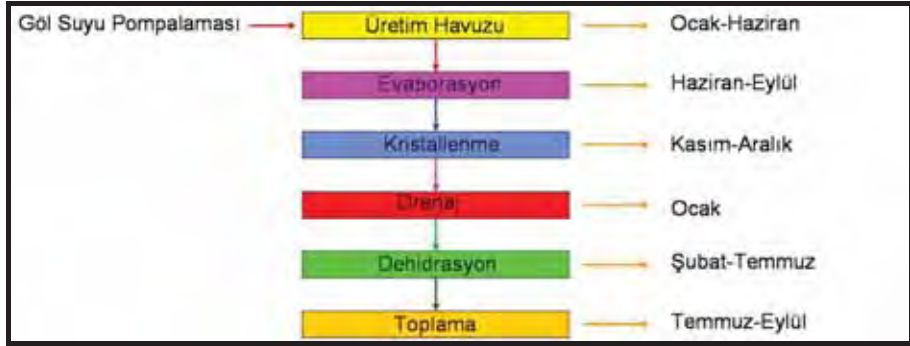 Göl Suyu Pompalaması Üretim Havuzu Ocak-Haziran
Evaporasyon Haziran-Eylül
Kristallenme Kasım-Aralık
Drenaj Ocak
Dehidrasyon Şubat-Temmuz
Toplama Temmuz-Eylül